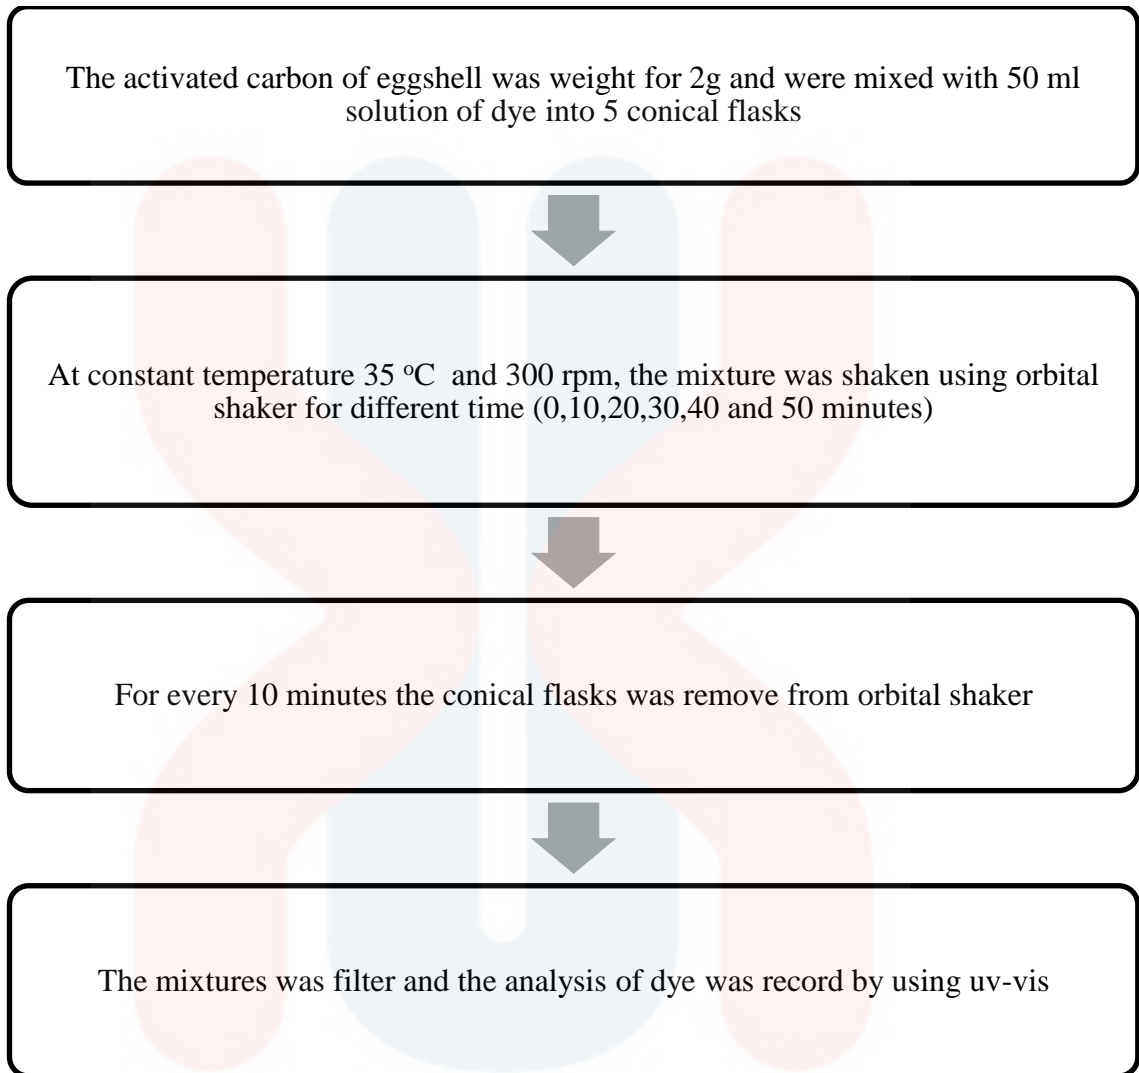 The activated carbon of eggshell was weight for 2g and were mixed with 50 ml
solution of dye into 5 conical flasks
At constant temperature 35 ºC  and 300 rpm, the mixture was shaken using orbital
shaker for different time (0,10,20,30,40 and 50 minutes)
For every 10 minutes the conical flasks was remove from orbital shaker
The mixtures was filter and the analysis of dye was record by using uv-vis